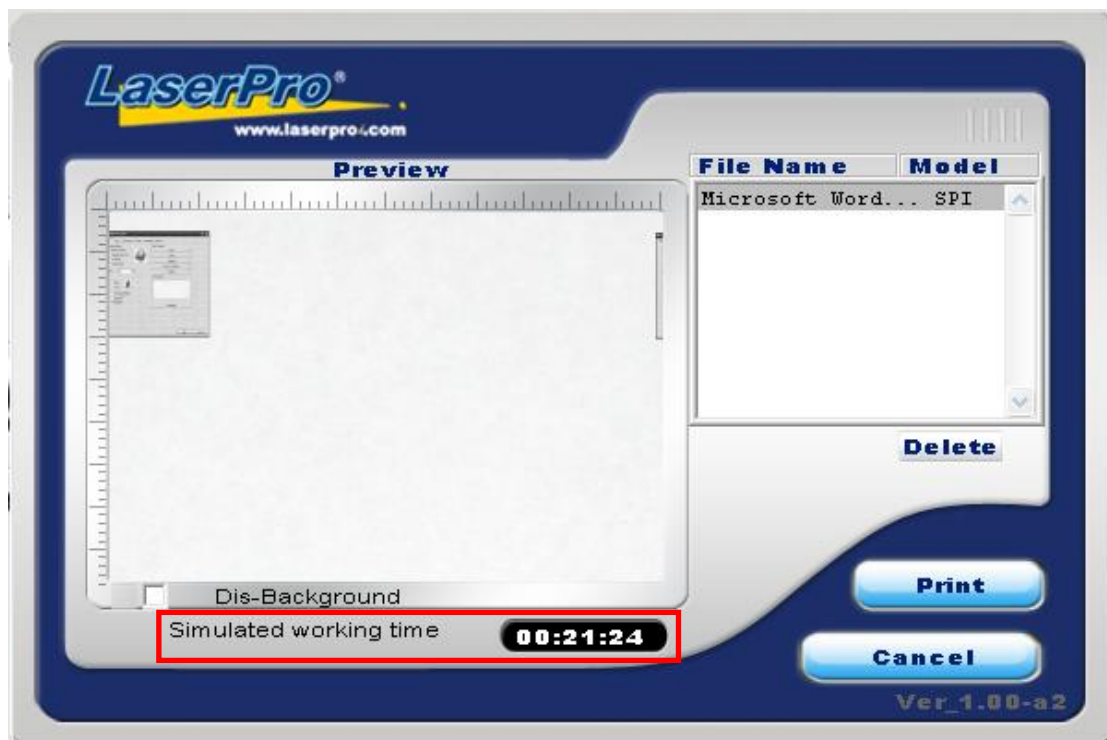 LaserPro®
www.laserpro.com
Preview
File Name Model
Microsoft Word... SPI
Delete
Dis-Background
Simulated working time 00:21:24
Print
Cancel
Ver_1.00-a2